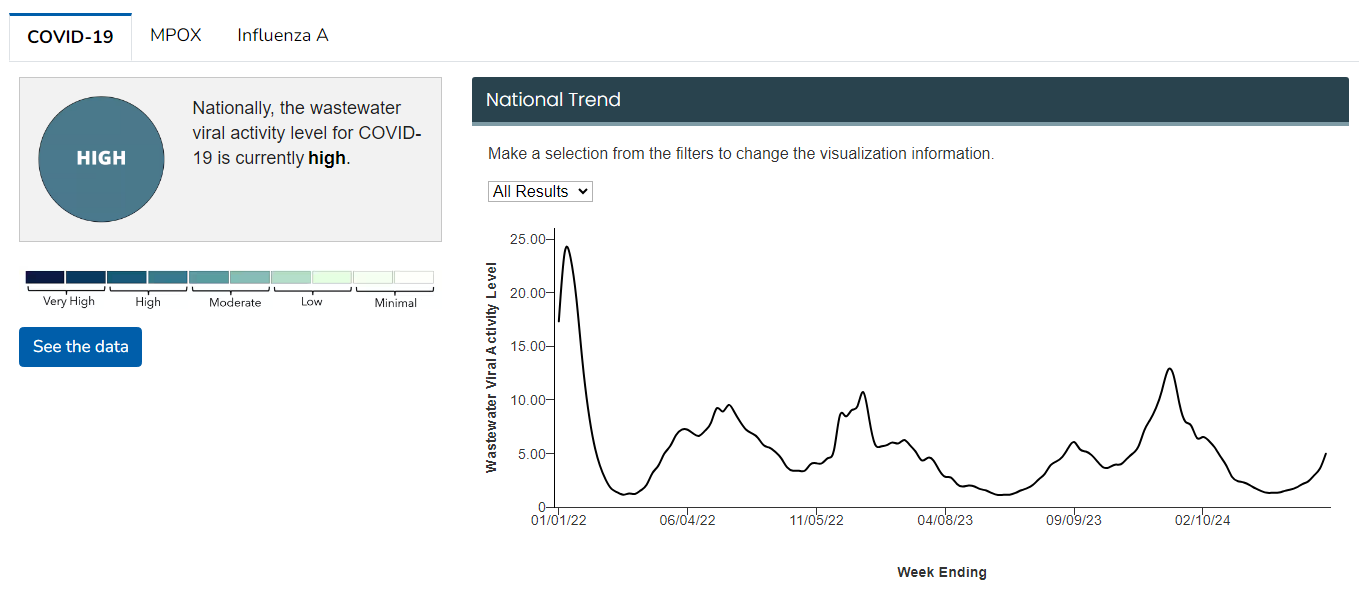 COVID-19 MPOX Influenza A
HIGH
Nationally, the wastewater
viral activity level for COVID-
19 is currently high.
Very High High Moderate Low Minimal
See the data
National Trend
Make a selection from the filters to change the visualization information.
All Results
Wastewater Viral Activity Level
25.00
20.00
15.00
10.00
5.00
0
01/01/22 06/04/22 11/05/22 04/08/23 09/09/23 02/10/24
Week Ending